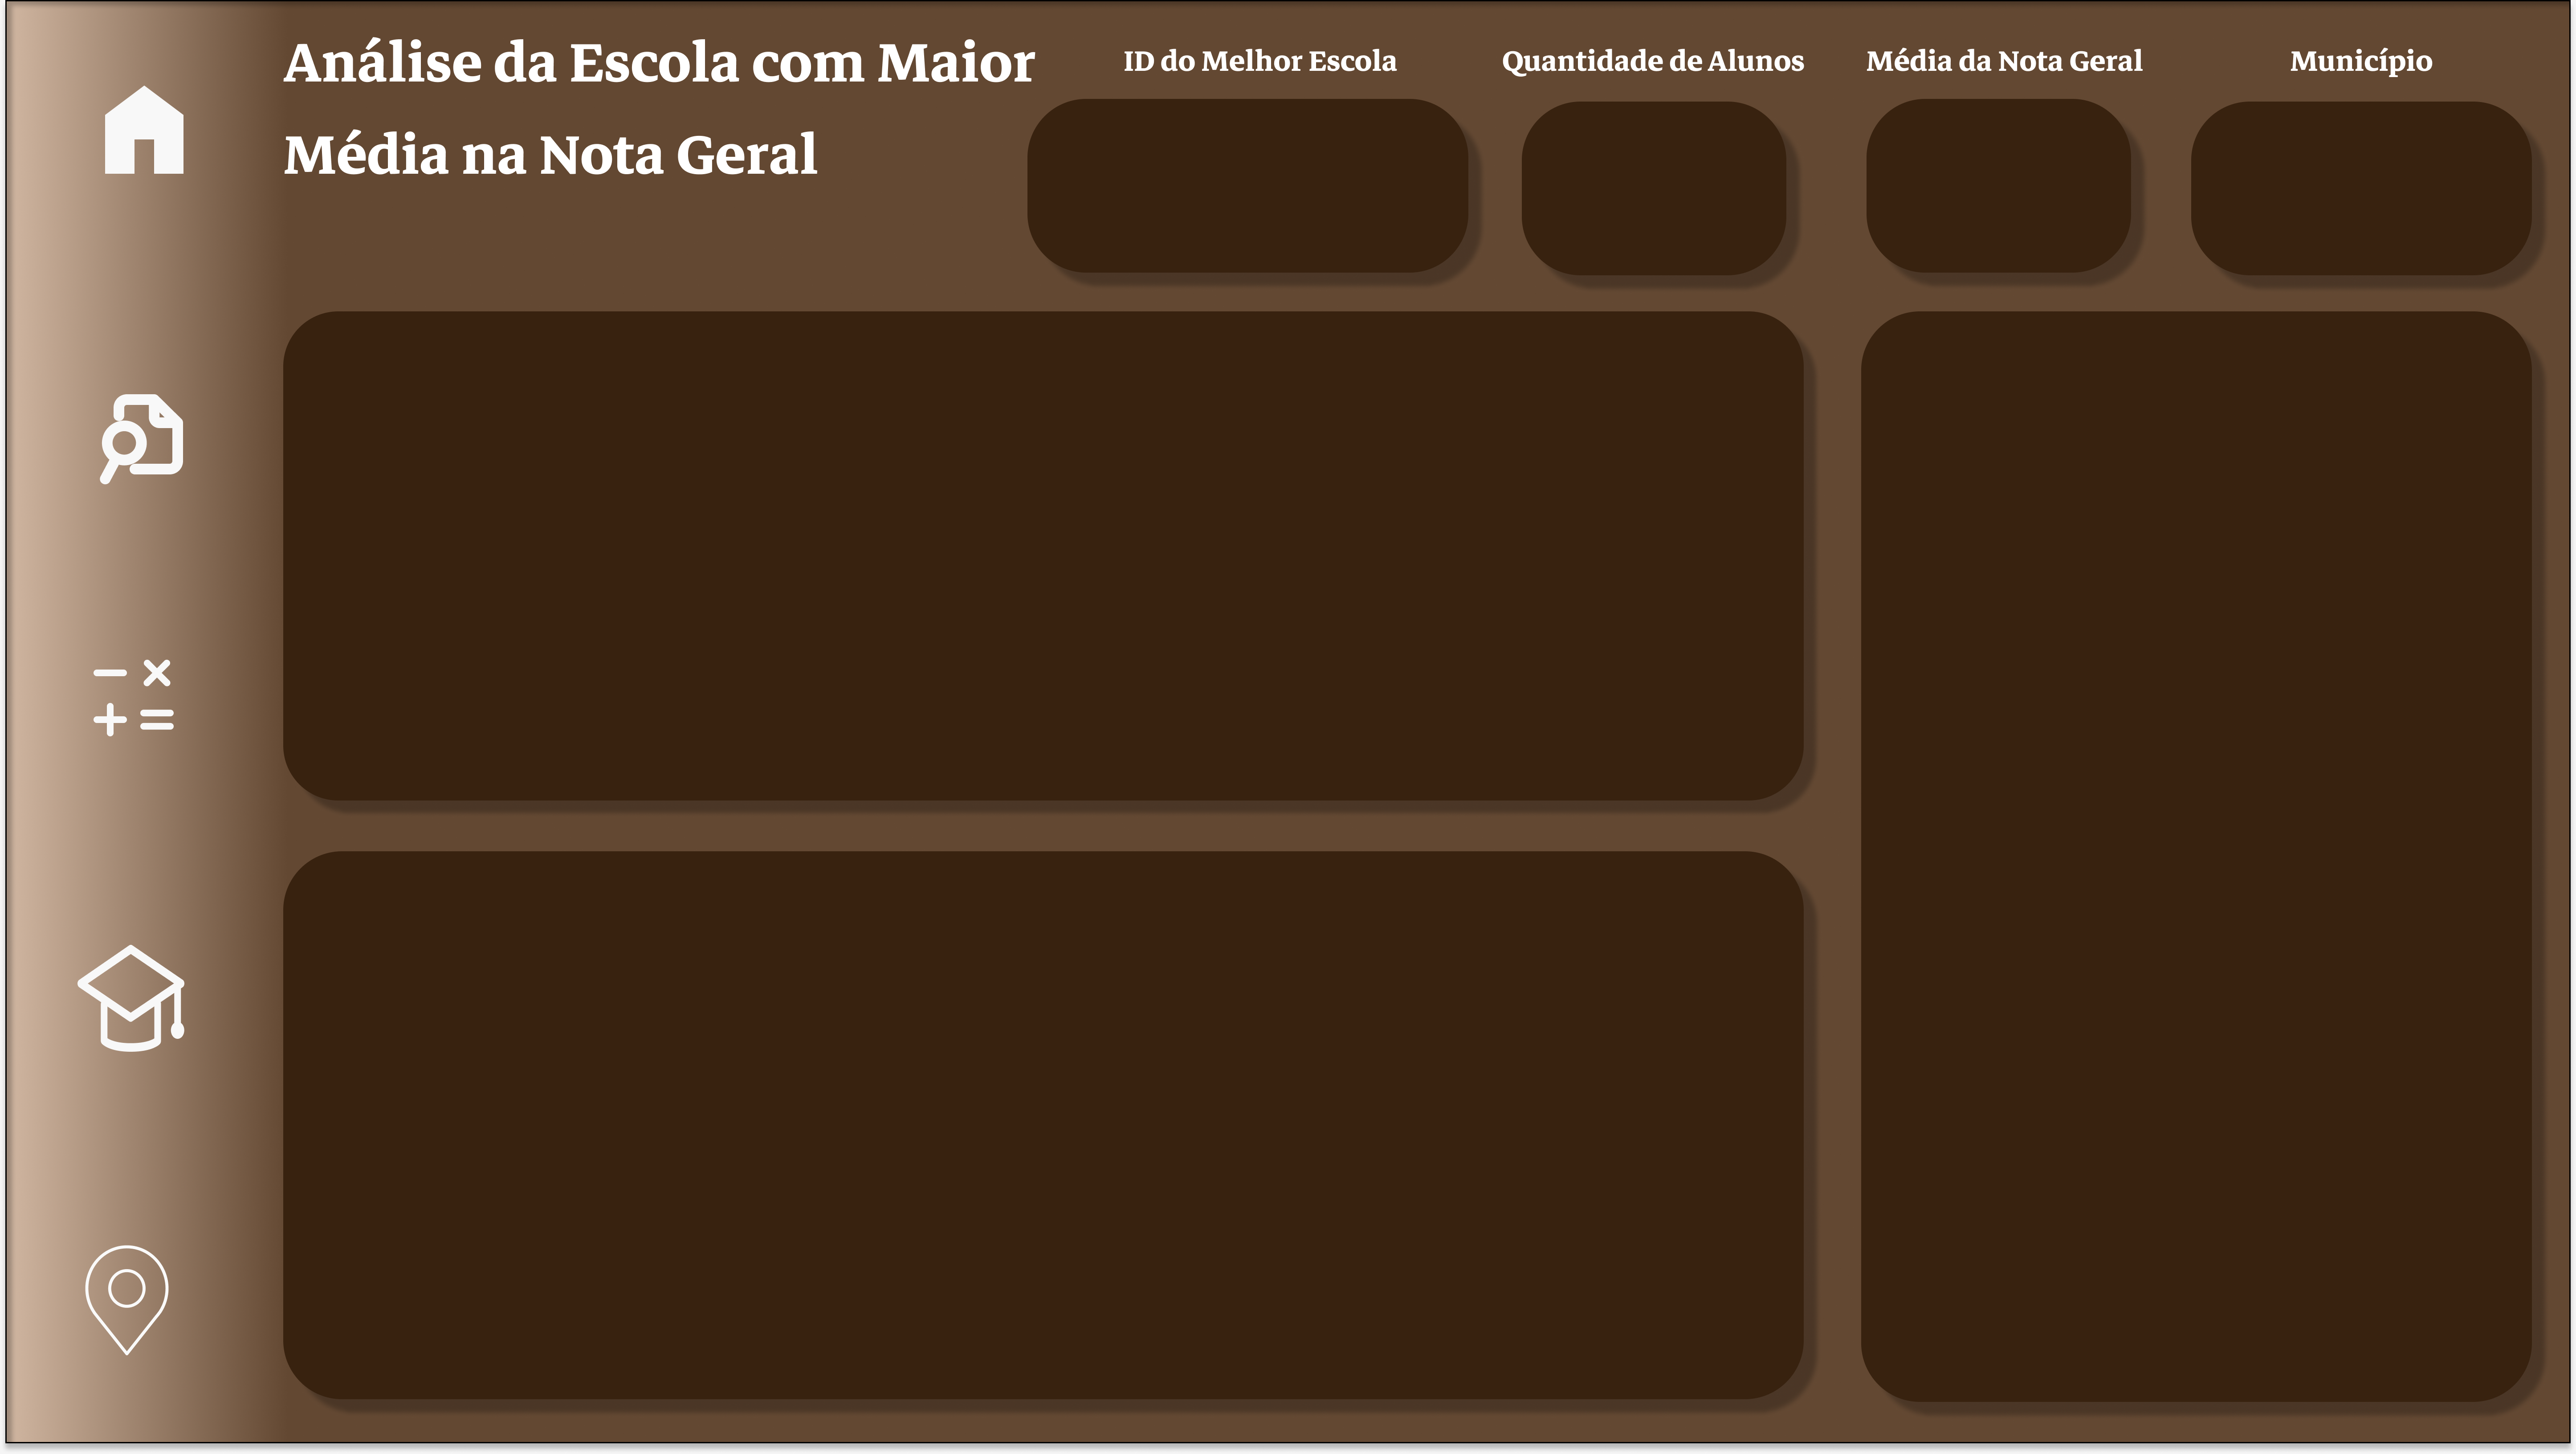 Análise da Escola com Maior
Média na Nota Geral
ID do Melhor Escola
Quantidade de Alunos
Média da Nota Geral
Município